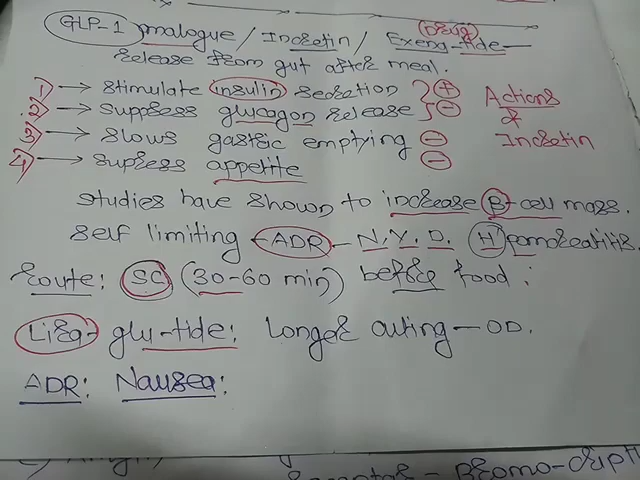 (Drug)
GLP-1 analogue / Incretin / Exena-tide —
release from gut after meal.
1) → stimulate insulin secretion } + Actions
2) → suppress glucagon release } - of
3) → slows gastric emptying - Incretin
4) → supress appetite -
studies have shown to increase β-cell mass.
self limiting - ADR - N.V.D. (H) pancreatitis.
route: SC (30-60 min) before food:
Lira-glu-tide: Longer acting - OD.
ADR: Nausea:
Bromo-cript